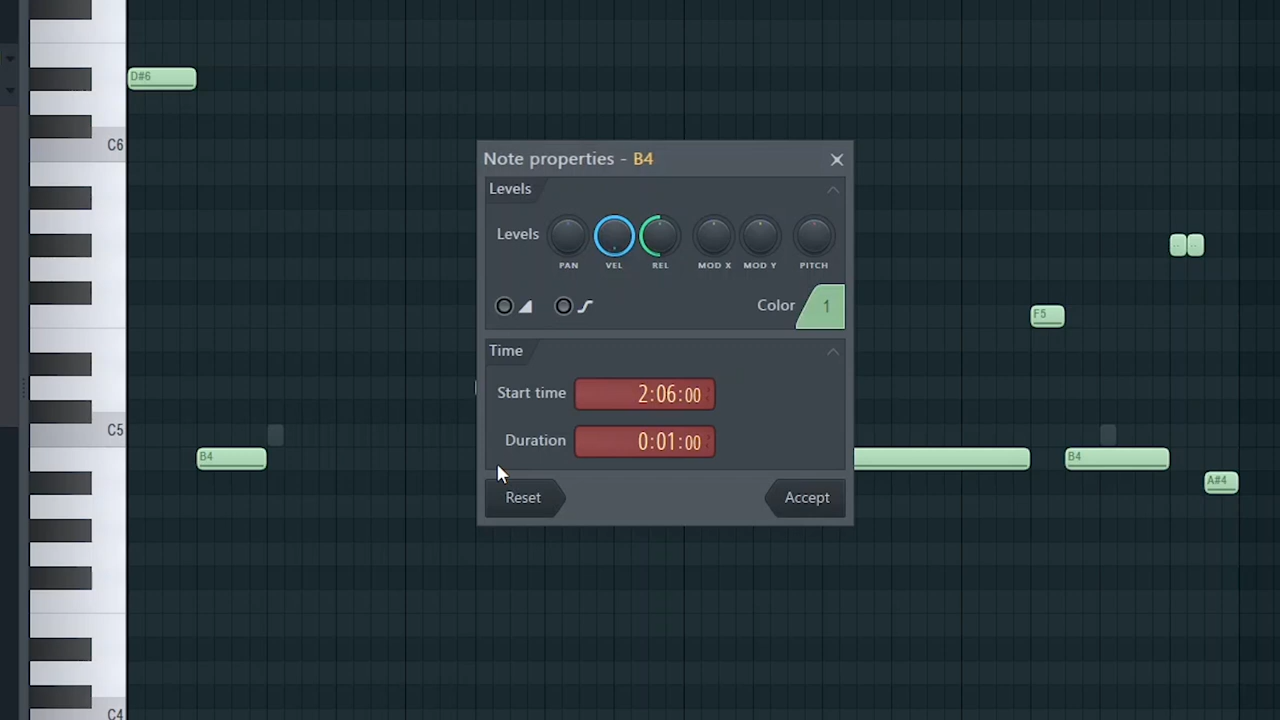 D#6
C6
Note properties - B4
Levels
Levels
PAN VEL REL MOD X MOD Y PITCH
Color 1
F5
Time
Start time 2:06:00
C5
Duration 0:01:00
B4
B4
A#4
Reset Accept
C4